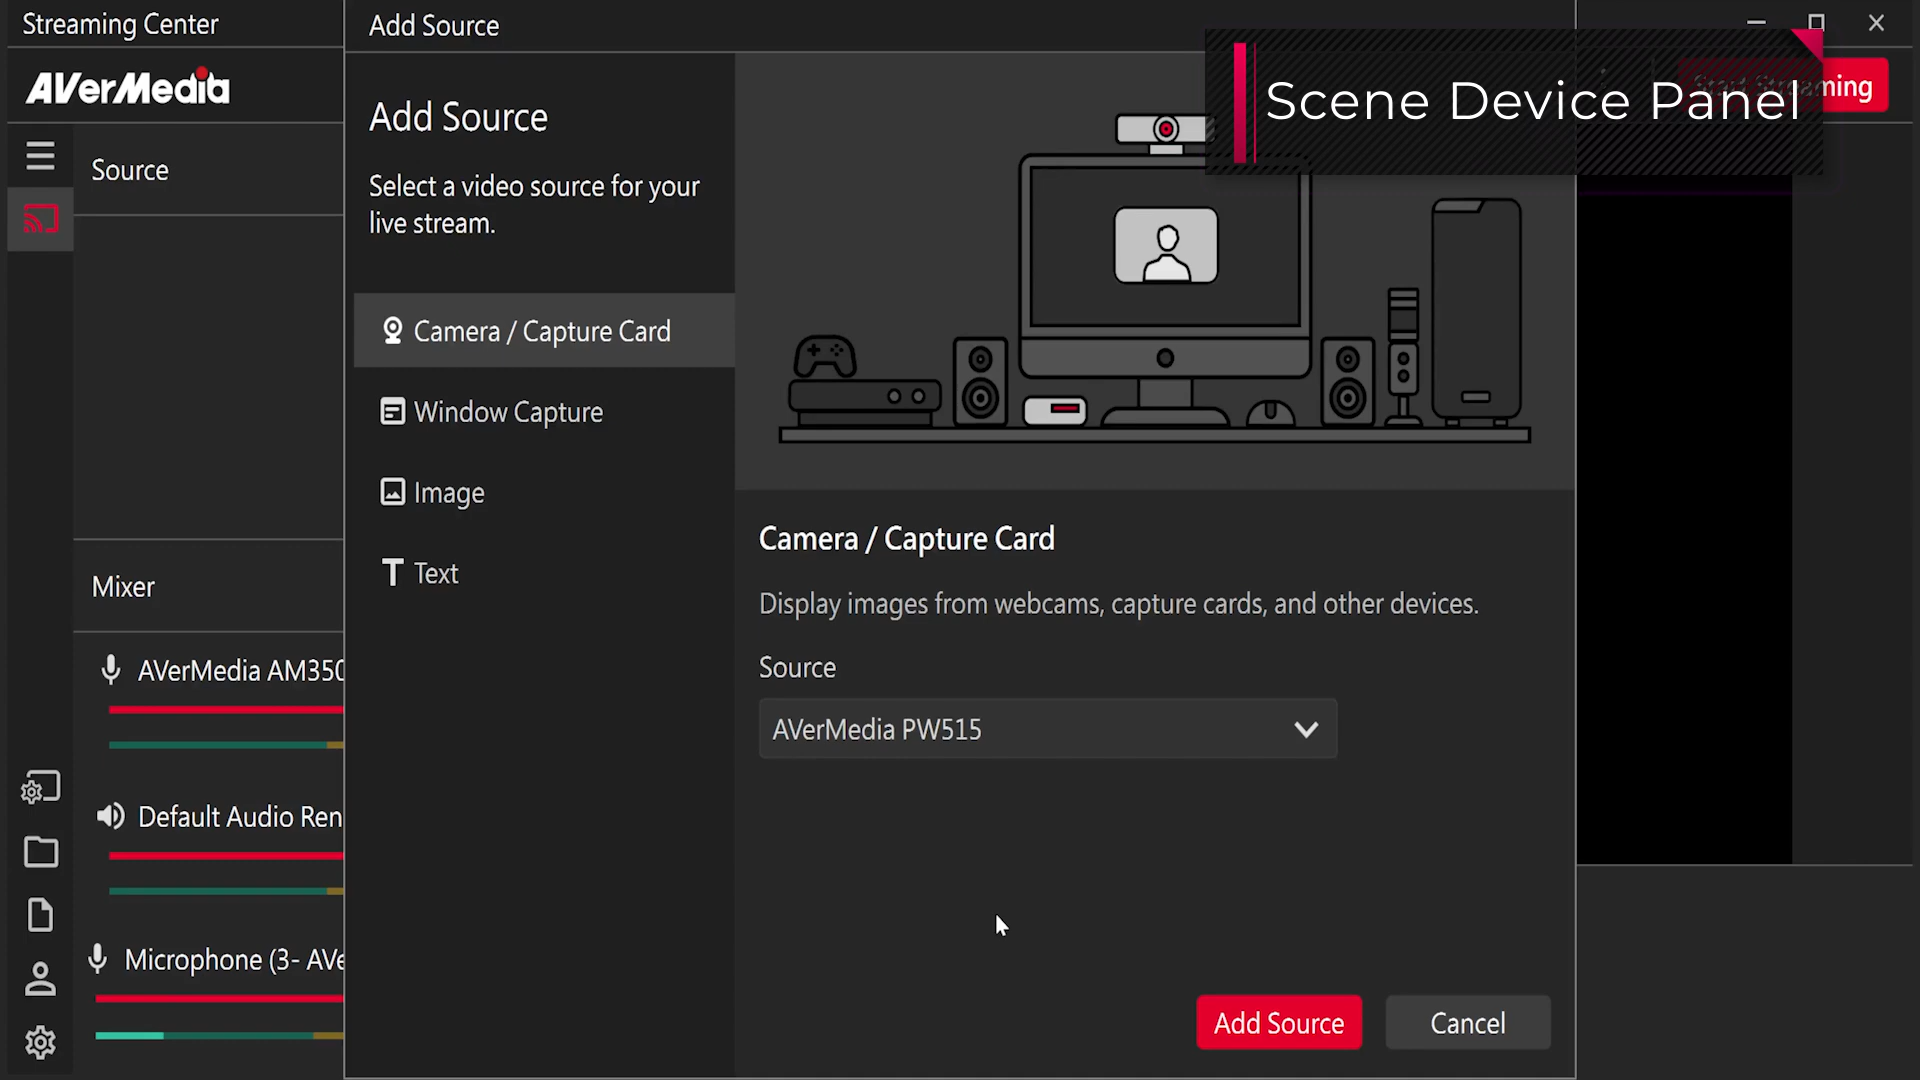 Streaming Center
Add Source
Scene Device Panel
AVerMedia
Source
Mixer
AVerMedia AM350
Default Audio Ren
Microphone (3- AVe
Add Source
Select a video source for your
live stream.
Camera / Capture Card
Window Capture
Image
Text
Camera / Capture Card
Display images from webcams, capture cards, and other devices.
Source
AVerMedia PW515
Add Source
Cancel
Start Streaming